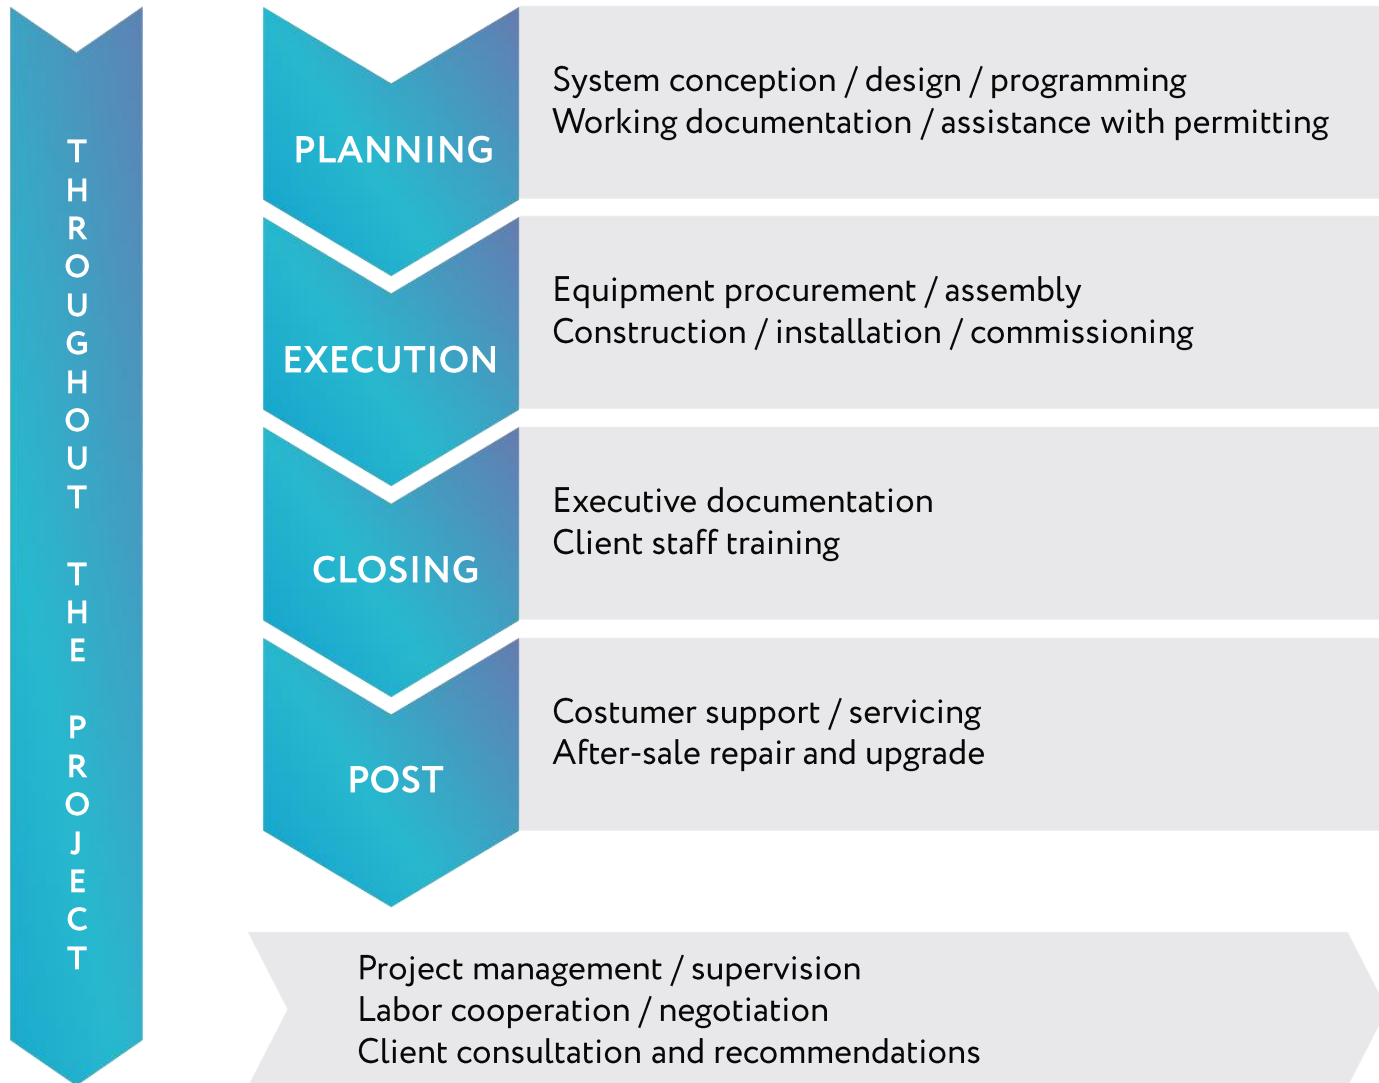 THROUGHOUT THE PROJECT
PLANNING
System conception / design / programming
Working documentation / assistance with permitting
EXECUTION
Equipment procurement / assembly
Construction / installation / commissioning
CLOSING
Executive documentation
Client staff training
POST
Costumer support / servicing
After-sale repair and upgrade
Project management / supervision
Labor cooperation / negotiation
Client consultation and recommendations